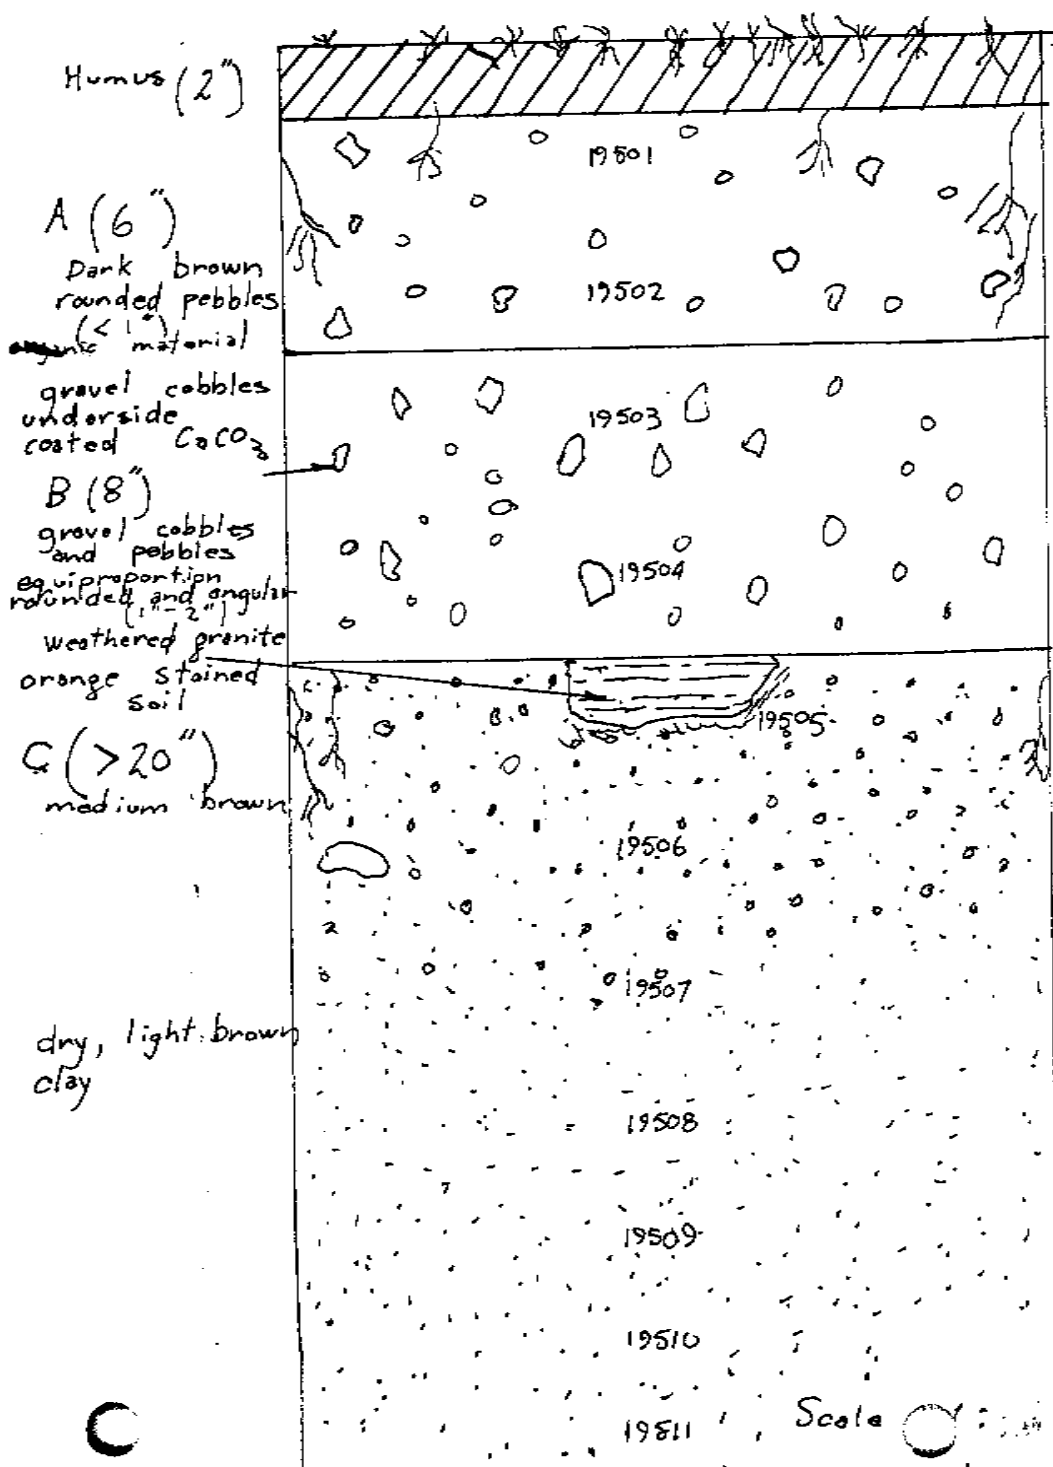 Humus (2")
19501
A (6")
Dark brown
rounded pebbles
(< 1")
organic material
19502
gravel cobbles
underside
coated CaCO3
19503
B (8")
gravel cobbles
and pebbles
equiproportion
rounded and angular
(1"-2")
19504
weathered granite
orange stained
soil
19505
C (>20")
medium brown
19506
19507
dry, light brown
clay
19508
19509
19510
19511
Scale